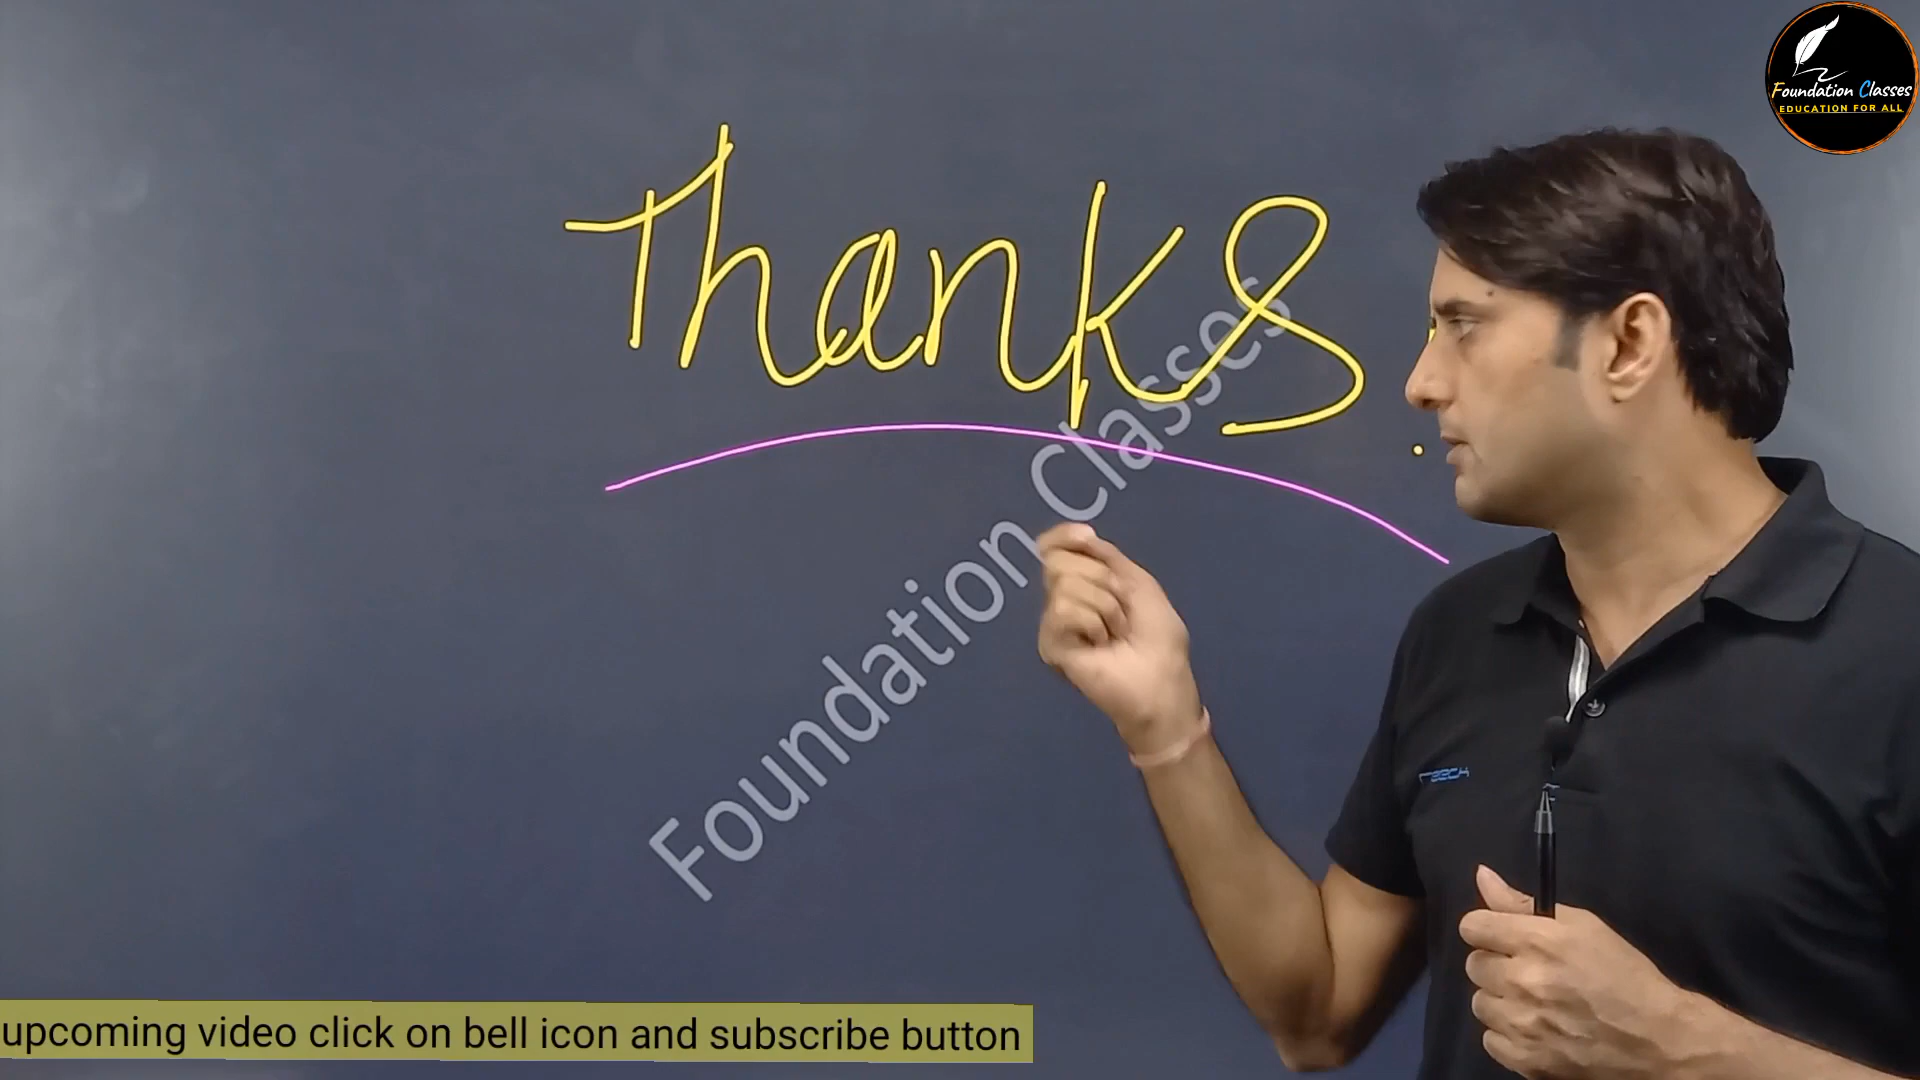 Foundation Classes
EDUCATION FOR ALL
Thanks
Foundation Classes
upcoming video click on bell icon and subscribe button